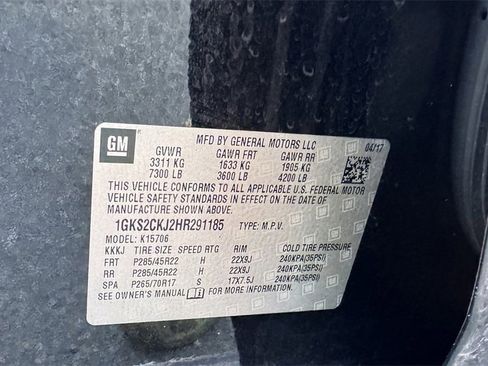 GM
MFD BY GENERAL MOTORS LLC
04/17
GVWR GAWR FRT GAWR RR
3311 KG 1633 KG 1905 KG
7300 LB 3600 LB 4200 LB
THIS VEHICLE CONFORMS TO ALL APPLICABLE U.S. FEDERAL MOTOR
VEHICLE SAFETY STANDARDS IN EFFECT ON THE DATE OF
MANUFACTURE SHOWN ABOVE.
1GKS2CKJ2HR291185 TYPE: M.P.V.
MODEL: K15706
KKKJ TIRE SIZE SPEED RTG RIM COLD TIRE PRESSURE
FRT P285/45R22 H 22X9J 240KPA(35PSI)
RR P285/45R22 H 22X9J 240KPA(35PSI)
SPA P265/70R17 S 17X7.5J 240KPA(35PSI)
SEE OWNER'S MANUAL FOR MORE INFORMATION.